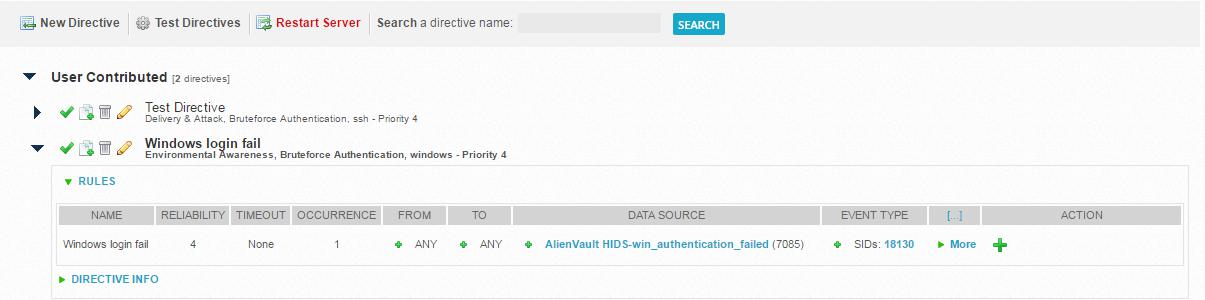 New Directive Test Directives Restart Server Search a directive name: SEARCH
User Contributed [2 directives]
Test Directive
Delivery & Attack, Bruteforce Authentication, ssh - Priority 4
Windows login fail
Environmental Awareness, Bruteforce Authentication, windows - Priority 4
RULES
NAME RELIABILITY TIMEOUT OCCURRENCE FROM TO DATA SOURCE EVENT TYPE [...] ACTION
Windows login fail 4 None 1 ANY ANY AlienVault HIDS-win_authentication_failed (7085) SIDs: 18130 More
DIRECTIVE INFO